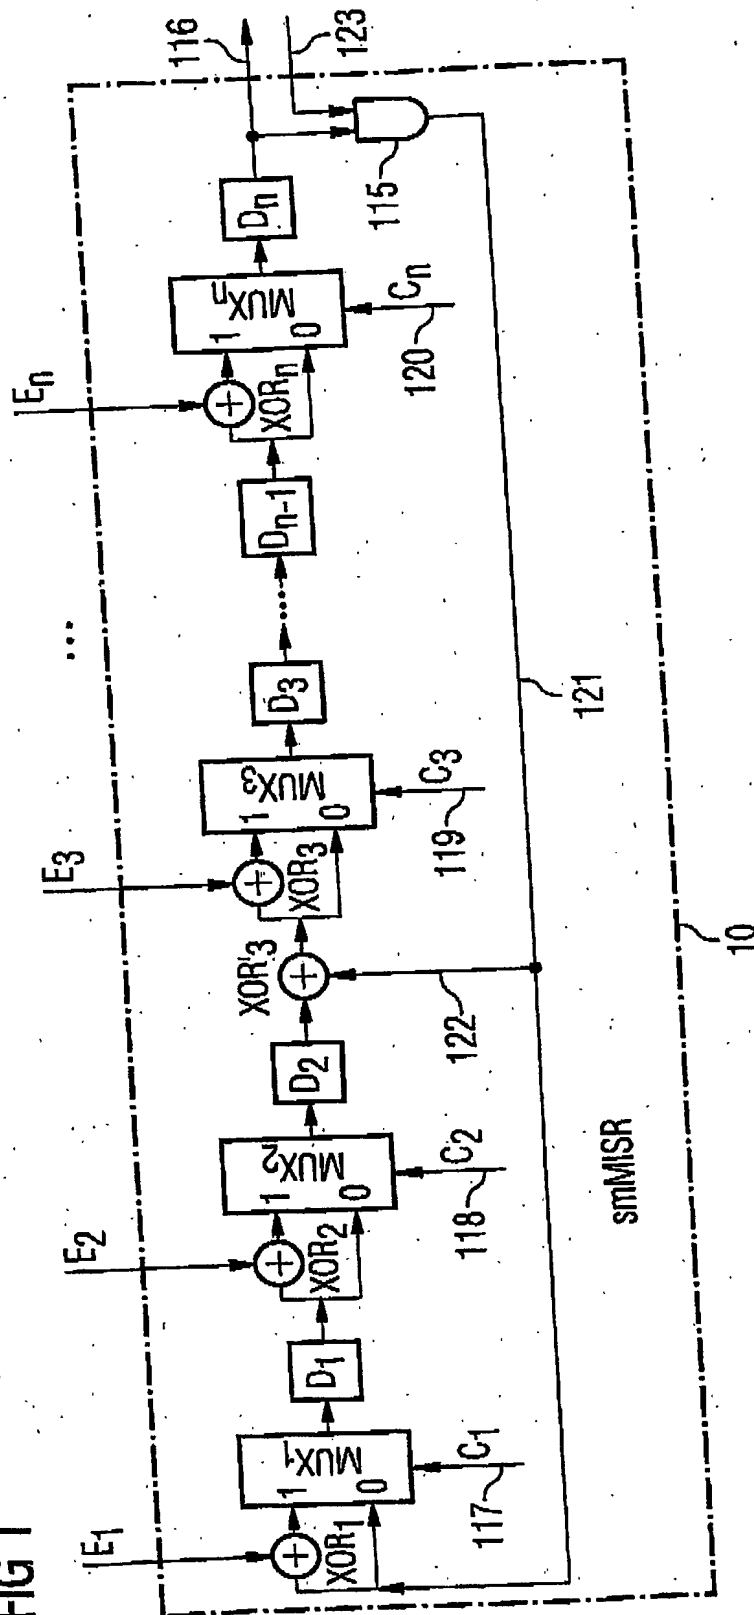 FIG 1
E1
E2
E3
...
En
116
123
XOR1
1
0
MUX1
D1
XOR2
1
0
MUX2
D2
XOR'3
XOR3
1
0
MUX3
D3
....
Dn-1
XORn
1
0
MUXn
Dn
115
C1
117
C2
118
122
C3
119
Cn
120
121
smMISR
10